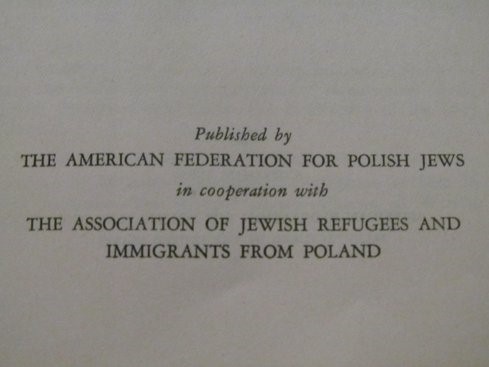 Published by
THE AMERICAN FEDERATION FOR POLISH JEWS
in cooperation with
THE ASSOCIATION OF JEWISH REFUGEES AND
IMMIGRANTS FROM POLAND